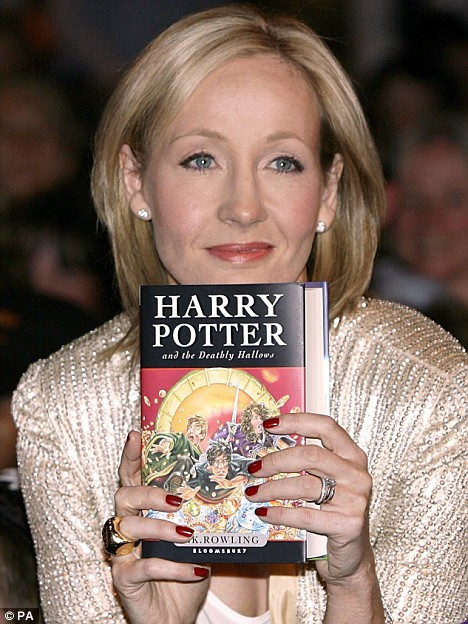 HARRY
POTTER
and the Deathly Hallows
K.ROWLING
BLOOMSBURY
© PA